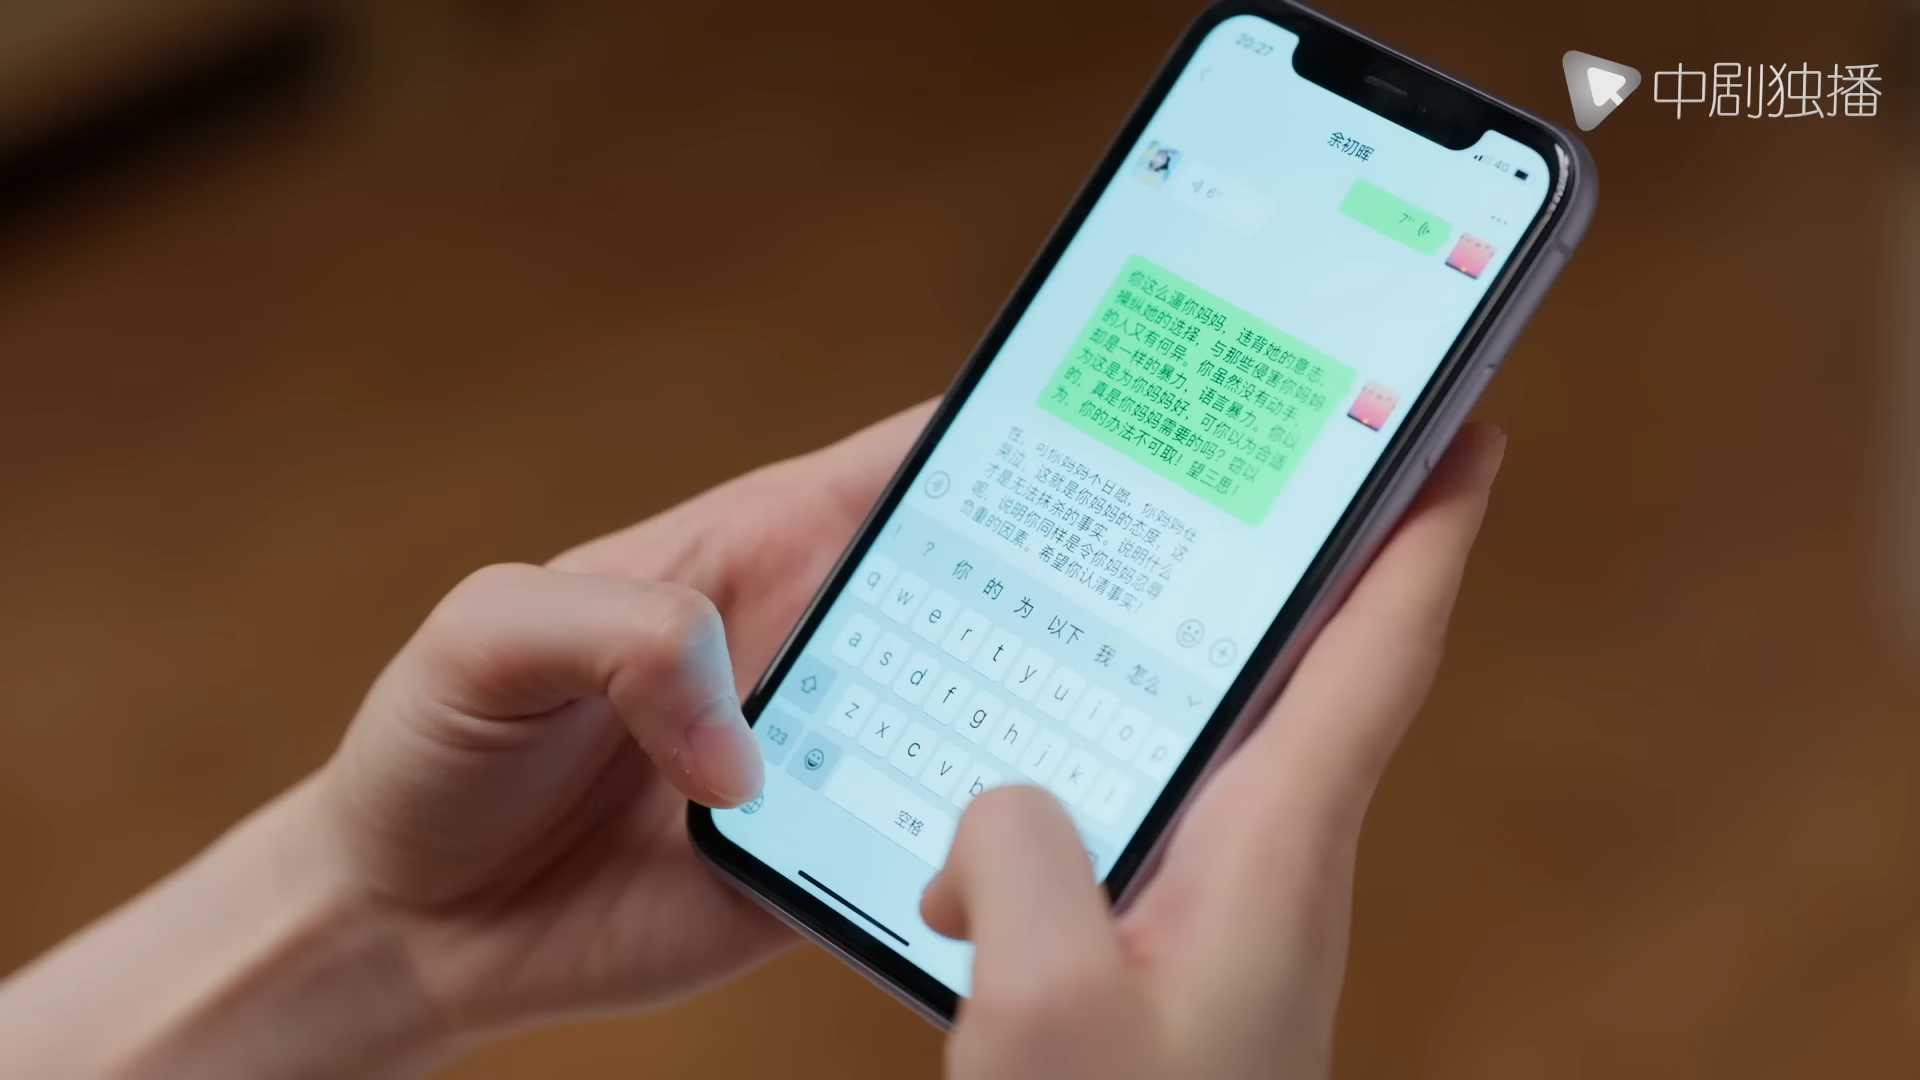 20:27
中剧独播
余初晖
4G
6"
7"
你这么逼你妈妈，违背她的意志，
操纵她的选择，与那些侵害你妈妈
的人又有何异。你虽然没有动手，
却是一样的暴力，语言暴力。你以
为这是为你妈妈好，可你以为合适
的，真是你妈妈需要的吗？窃以
为，你的办法不可取！望三思！
在，可你妈妈不甘愿，你妈妈在
哭泣，这就是你妈妈的态度，这
才是无法抹杀的事实。说明什么
呢，说明你同样是令你妈妈忍辱
负重的因素。希望你认清事实！
！ ？ 你 的 为 以下 我 怎么
q w e r t y u i o p
a s d f g h j k l
z x c v b
123
空格